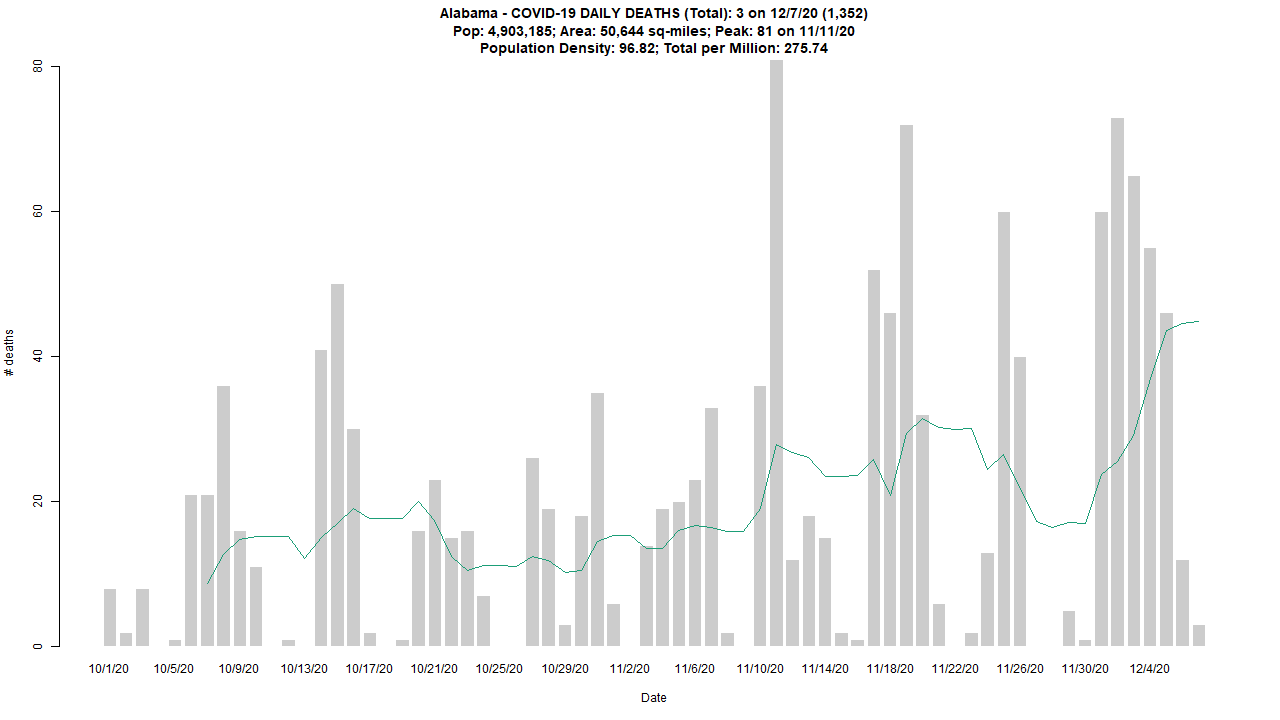 Alabama - COVID-19 DAILY DEATHS (Total): 3 on 12/7/20 (1,352)
Pop: 4,903,185; Area: 50,644 sq-miles; Peak: 81 on 11/11/20
Population Density: 96.82; Total per Million: 275.74
80
60
40
20
0
# deaths
10/1/20 10/5/20 10/9/20 10/13/20 10/17/20 10/21/20 10/25/20 10/29/20 11/2/20 11/6/20 11/10/20 11/14/20 11/18/20 11/22/20 11/26/20 11/30/20 12/4/20
Date